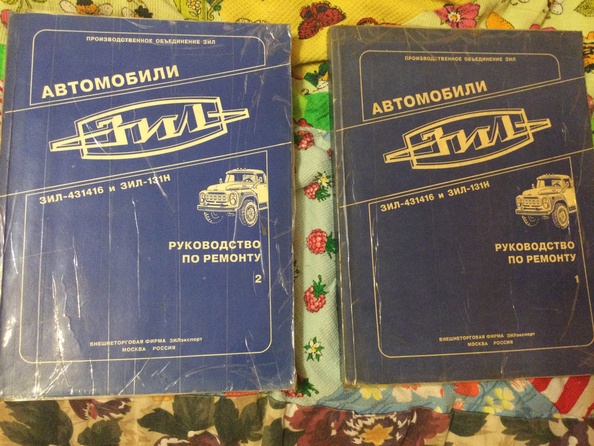 ПРОИЗВОДСТВЕННОЕ ОБЪЕДИНЕНИЕ ЗИЛ
АВТОМОБИЛИ
ЗИЛ
ЗИЛ-431416 и ЗИЛ-131Н
РУКОВОДСТВО
ПО РЕМОНТУ
2
ВНЕШНЕТОРГОВАЯ ФИРМА ЗИЛэкспорт
МОСКВА РОССИЯ
ПРОИЗВОДСТВЕННОЕ ОБЪЕДИНЕНИЕ ЗИЛ
АВТОМОБИЛИ
ЗИЛ
ЗИЛ-431416 и ЗИЛ-131Н
РУКОВОДСТВО
ПО РЕМОНТУ
1
ВНЕШНЕТОРГОВАЯ ФИРМА ЗИЛэкспорт
МОСКВА РОССИЯ